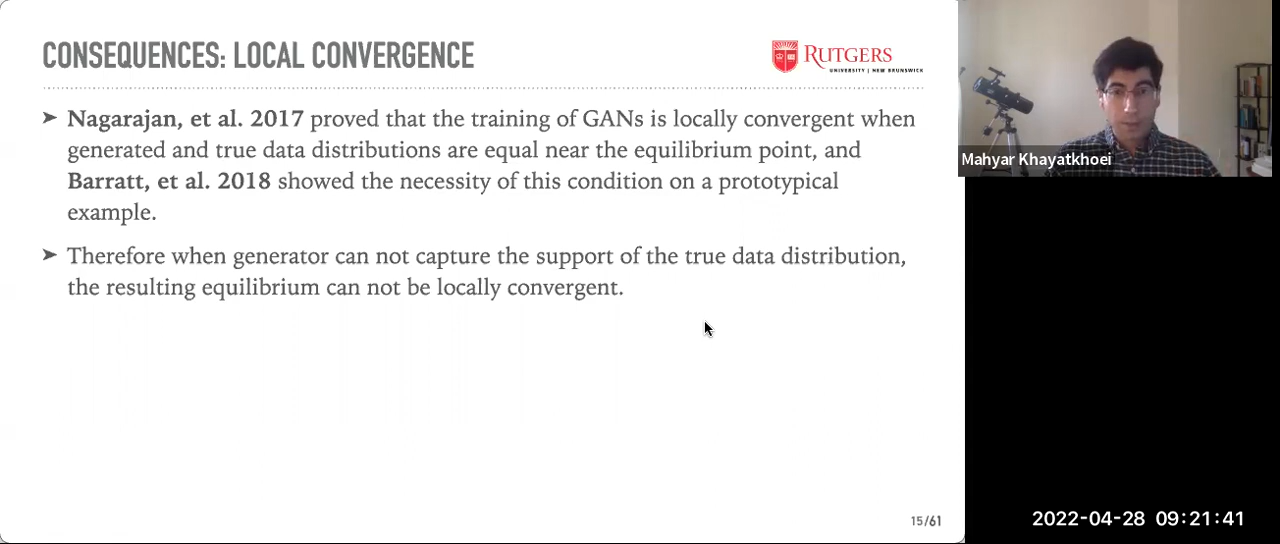 CONSEQUENCES: LOCAL CONVERGENCE
RUTGERS
UNIVERSITY | NEW BRUNSWICK
➤ Nagarajan, et al. 2017 proved that the training of GANs is locally convergent when
generated and true data distributions are equal near the equilibrium point, and
Barratt, et al. 2018 showed the necessity of this condition on a prototypical
example.
➤ Therefore when generator can not capture the support of the true data distribution,
the resulting equilibrium can not be locally convergent.
15/61
Mahyar Khayatkhoei
2022-04-28 09:21:41